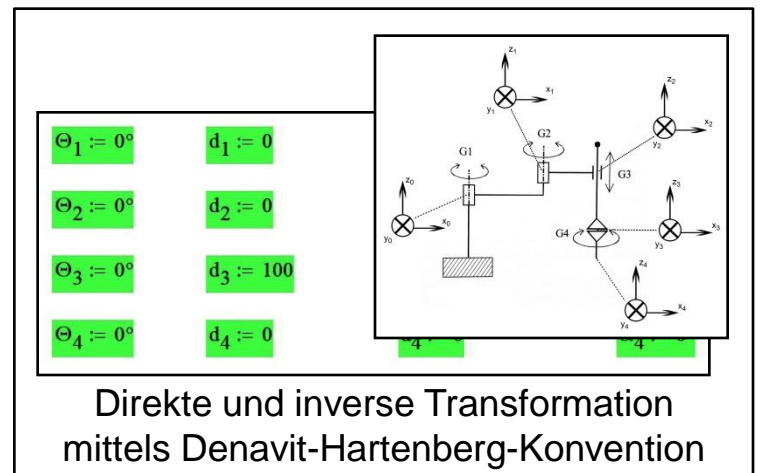 z1
x1
y1
z2
x2
y2
G1
G2
G3
z0
x0
y0
z3
x3
y3
G4
z4
x4
y4
Θ1 := 0° d1 := 0
Θ2 := 0° d2 := 0
Θ3 := 0° d3 := 100
Θ4 := 0° d4 := 0
Direkte und inverse Transformation
mittels Denavit-Hartenberg-Konvention